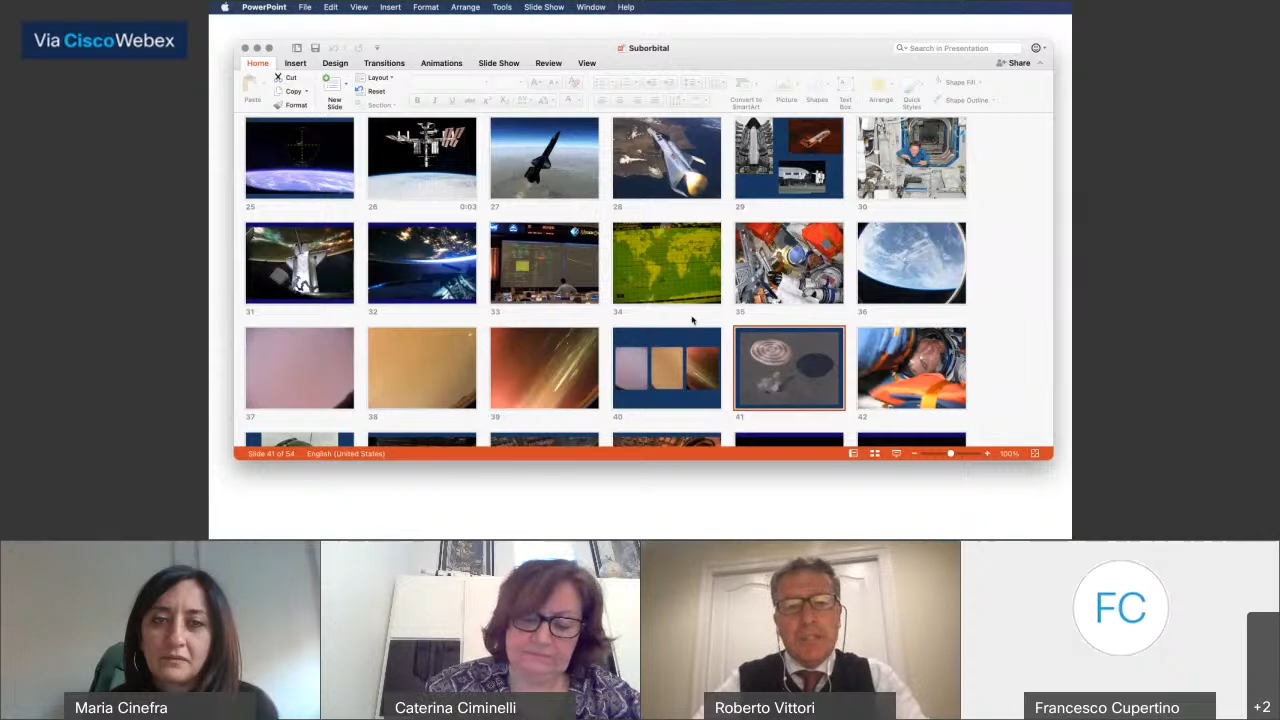 PowerPoint File Edit View Insert Format Arrange Tools Slide Show Window Help
Via CiscoWebex
Suborbital
Search in Presentation
Home Insert Design Transitions Animations Slide Show Review View
Share
Paste
Cut
Copy
Format
New Slide
Layout
Reset
Section
Convert to SmartArt
Picture
Shapes
Text Box
Arrange
Quick Styles
Shape Fill
Shape Outline
25 26 0:03 27 28 29 30
31 32 33 34 35 36
37 38 39 40 41 42
Slide 41 of 54 English (United States)
100%
FC
Maria Cinefra
Caterina Ciminelli
Roberto Vittori
Francesco Cupertino
+2